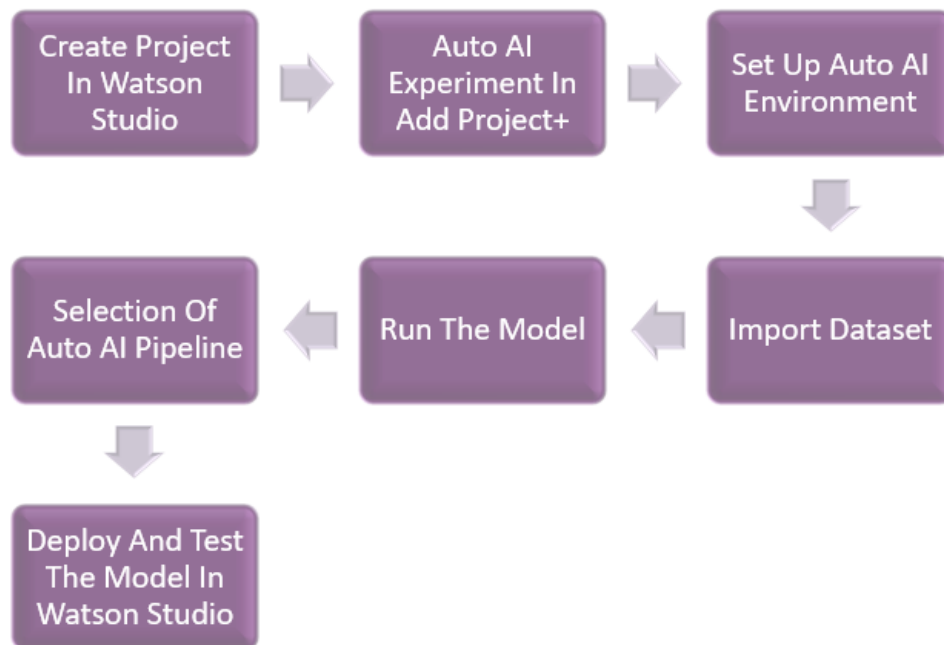 Create Project
In Watson
Studio
Auto AI
Experiment In
Add Project+
Set Up Auto AI
Environment
Import Dataset
Run The Model
Selection Of
Auto AI Pipeline
Deploy And Test
The Model In
Watson Studio